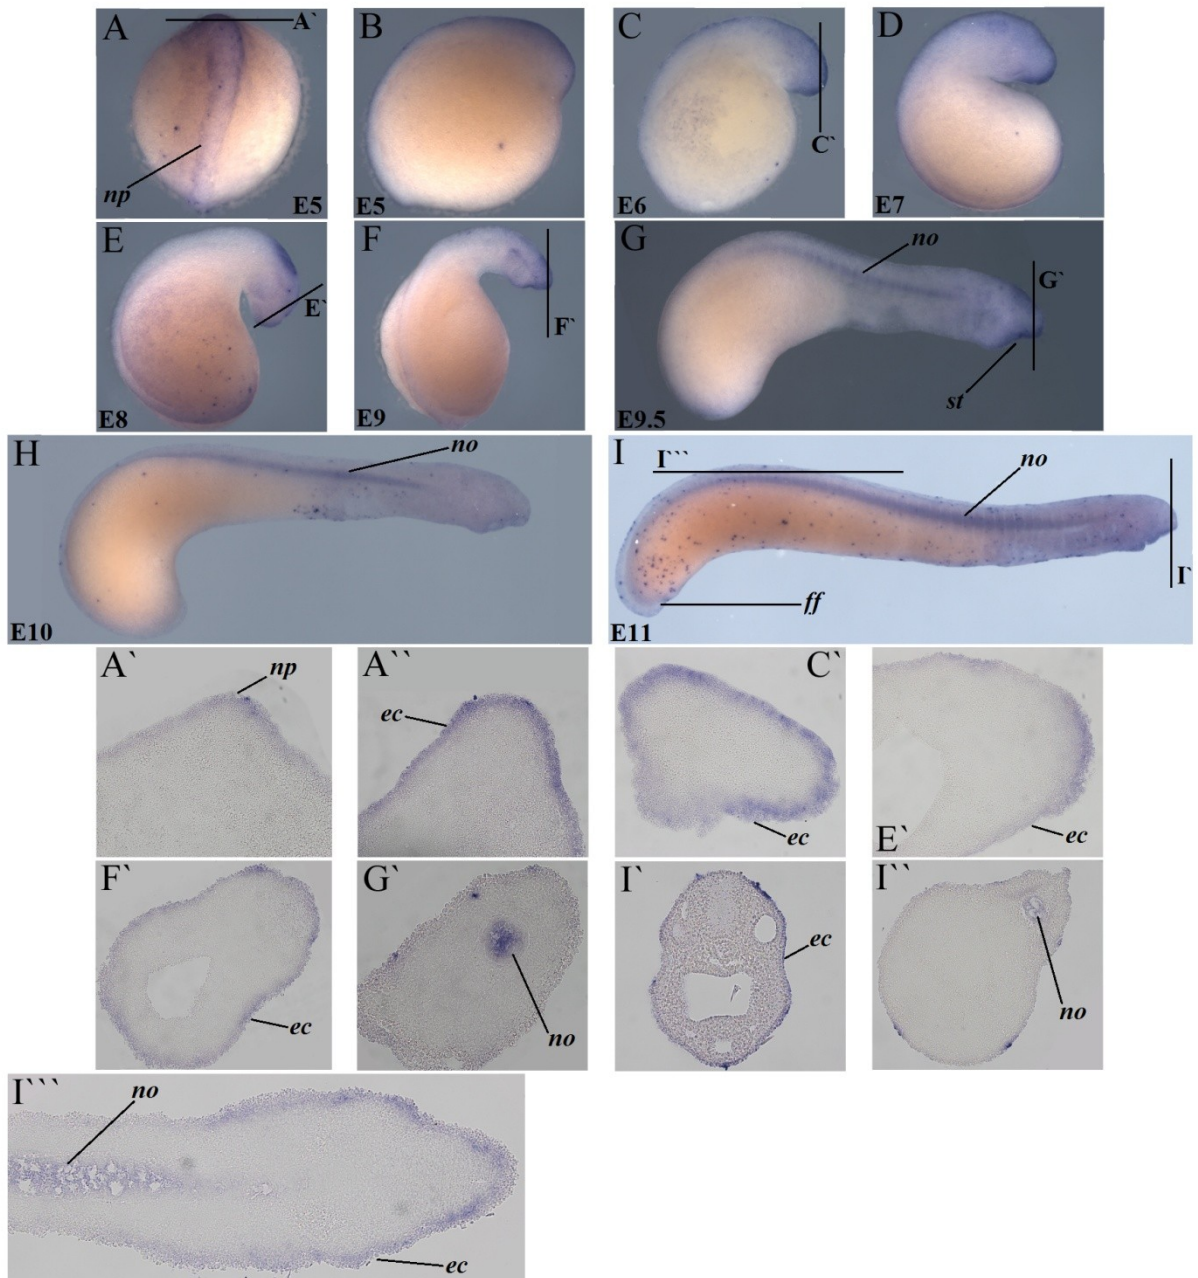 A A` np E5
B E5
C C` E6
D E7
E E` E8
F F` E9
G no G` st E9.5
H no E10
I I``` no I` ff E11
A` np
A`` ec
C` ec
E` ec
F` ec
G` no
I` ec
I`` no
I``` no ec